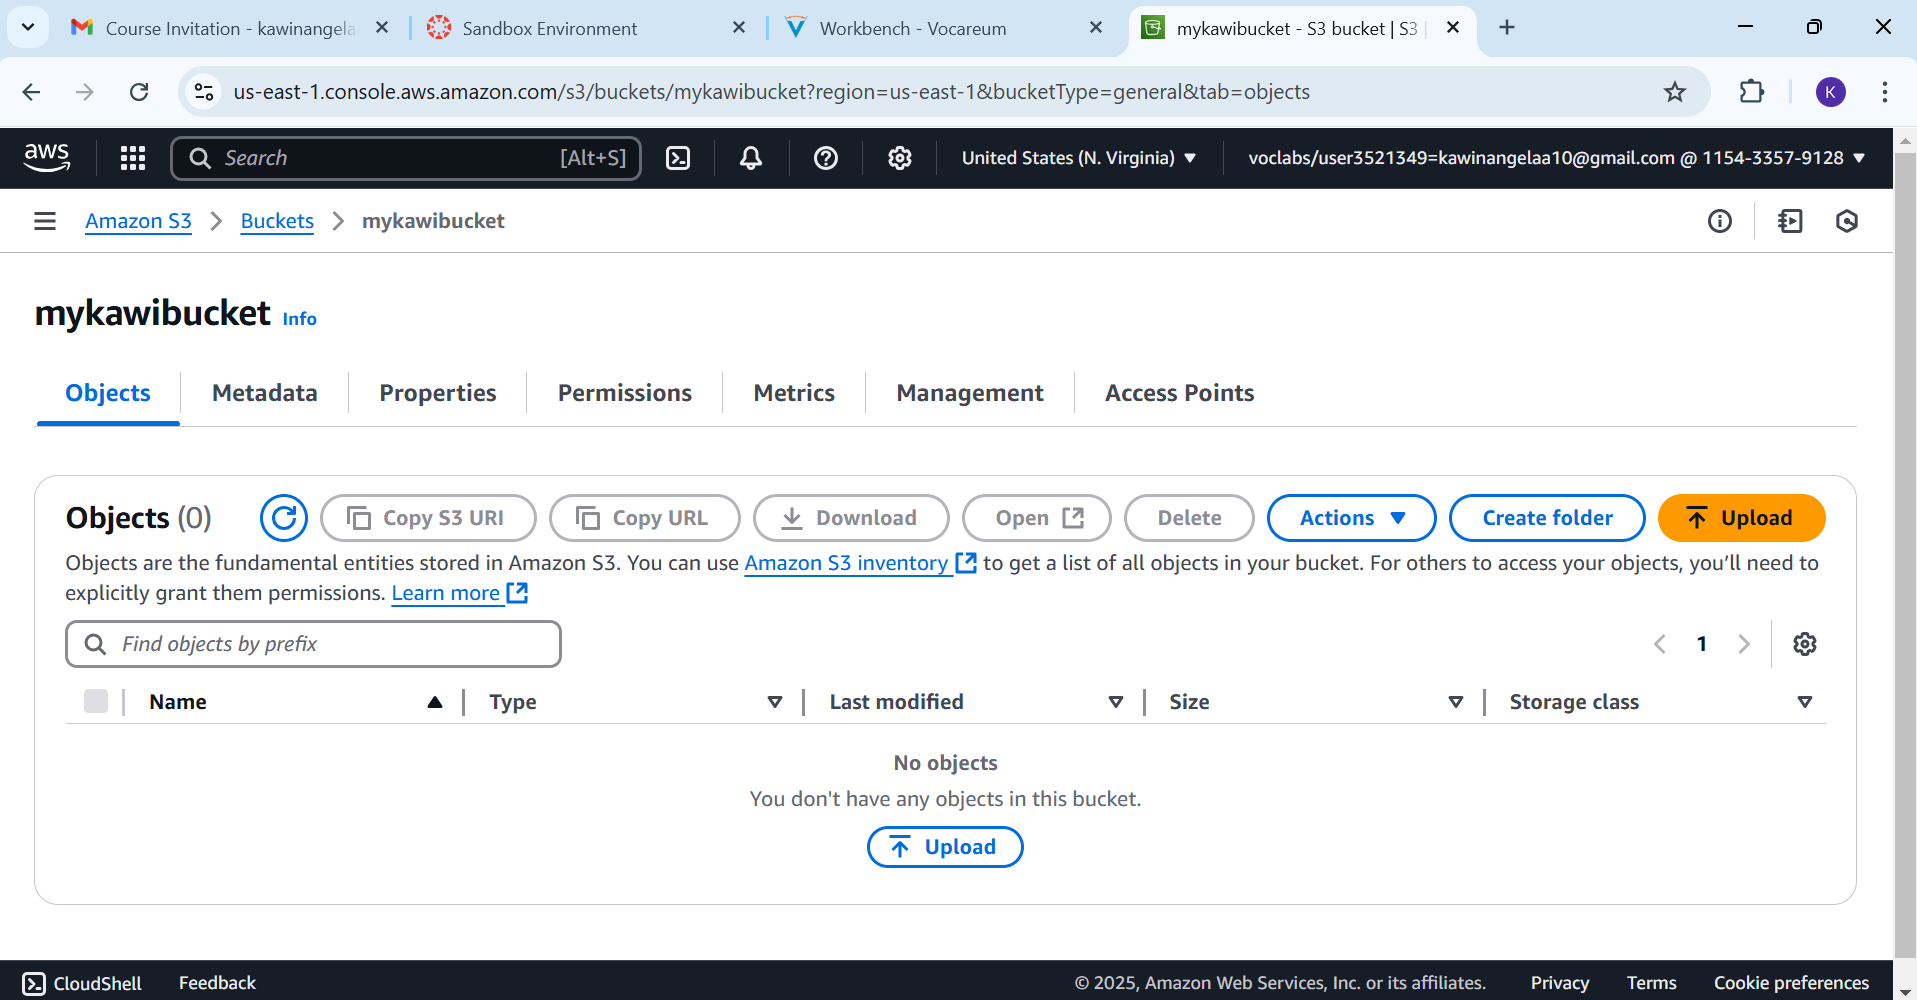 Course Invitation - kawinangela
Sandbox Environment
Workbench - Vocareum
mykawibucket - S3 bucket | S3
us-east-1.console.aws.amazon.com/s3/buckets/mykawibucket?region=us-east-1&bucketType=general&tab=objects
K
aws
Search
[Alt+S]
United States (N. Virginia)
voclabs/user3521349=kawinangelaa10@gmail.com @ 1154-3357-9128
Amazon S3
Buckets
mykawibucket
mykawibucket Info
Objects
Metadata
Properties
Permissions
Metrics
Management
Access Points
Objects (0)
Copy S3 URI
Copy URL
Download
Open
Delete
Actions
Create folder
Upload
Objects are the fundamental entities stored in Amazon S3. You can use Amazon S3 inventory to get a list of all objects in your bucket. For others to access your objects, you’ll need to
explicitly grant them permissions. Learn more
Find objects by prefix
1
Name
Type
Last modified
Size
Storage class
No objects
You don't have any objects in this bucket.
Upload
CloudShell
Feedback
© 2025, Amazon Web Services, Inc. or its affiliates.
Privacy
Terms
Cookie preferences